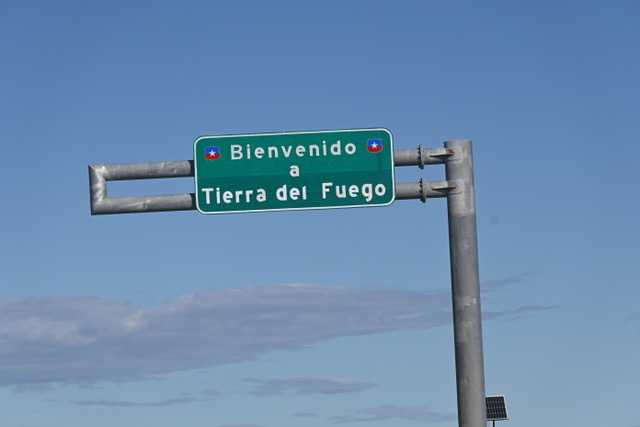 Bienvenido
a
Tierra del Fuego